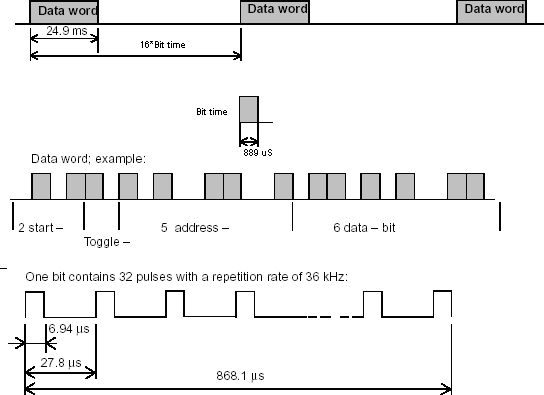 Data word Data word Data word
24.9 ms
16*Bit time
Bit time
889 uS
Data word; example:
2 start – 5 address – 6 data – bit
Toggle –
One bit contains 32 pulses with a repetition rate of 36 kHz:
6.94 µs
27.8 µs
868.1 µs